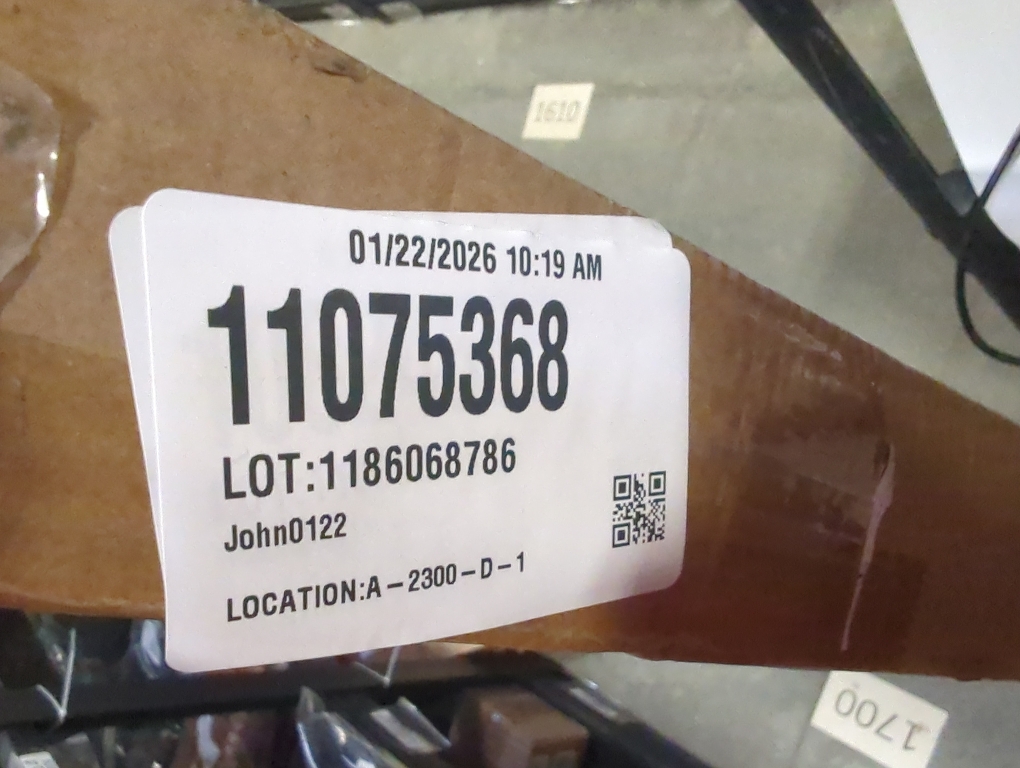 1610
01/22/2026 10:19 AM
11075368
LOT:1186068786
John0122
LOCATION:A-2300-D-1
1700